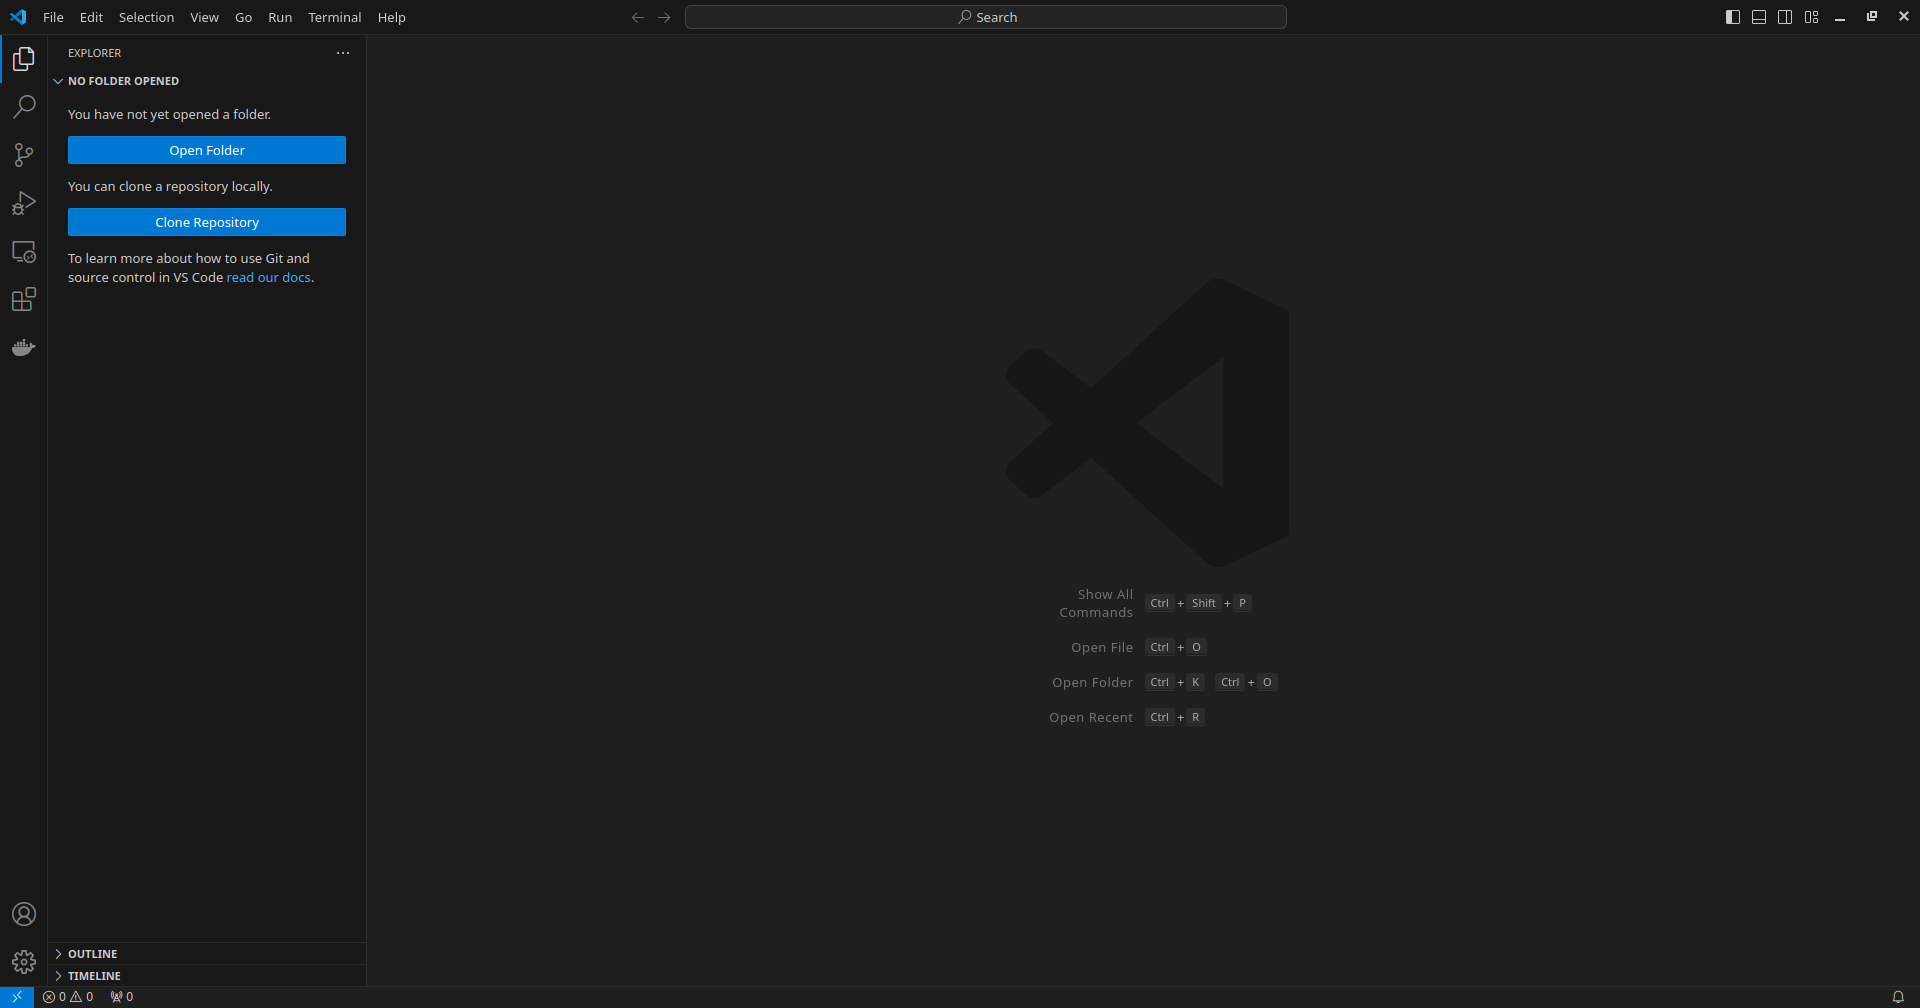 File Edit Selection View Go Run Terminal Help
Search
EXPLORER
NO FOLDER OPENED
You have not yet opened a folder.
Open Folder
You can clone a repository locally.
Clone Repository
To learn more about how to use Git and
source control in VS Code read our docs.
Show All
Commands
Ctrl + Shift + P
Open File Ctrl + O
Open Folder Ctrl + K Ctrl + O
Open Recent Ctrl + R
OUTLINE
TIMELINE
0 0 0